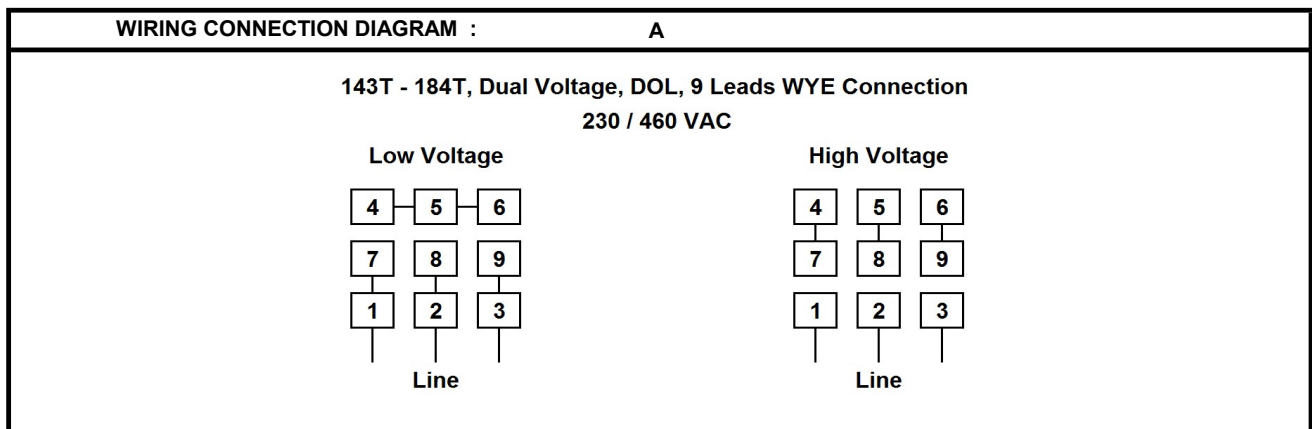 WIRING CONNECTION DIAGRAM : A
143T - 184T, Dual Voltage, DOL, 9 Leads WYE Connection
230 / 460 VAC
Low Voltage High Voltage
4 5 6 4 5 6
7 8 9 7 8 9
1 2 3 1 2 3
Line Line